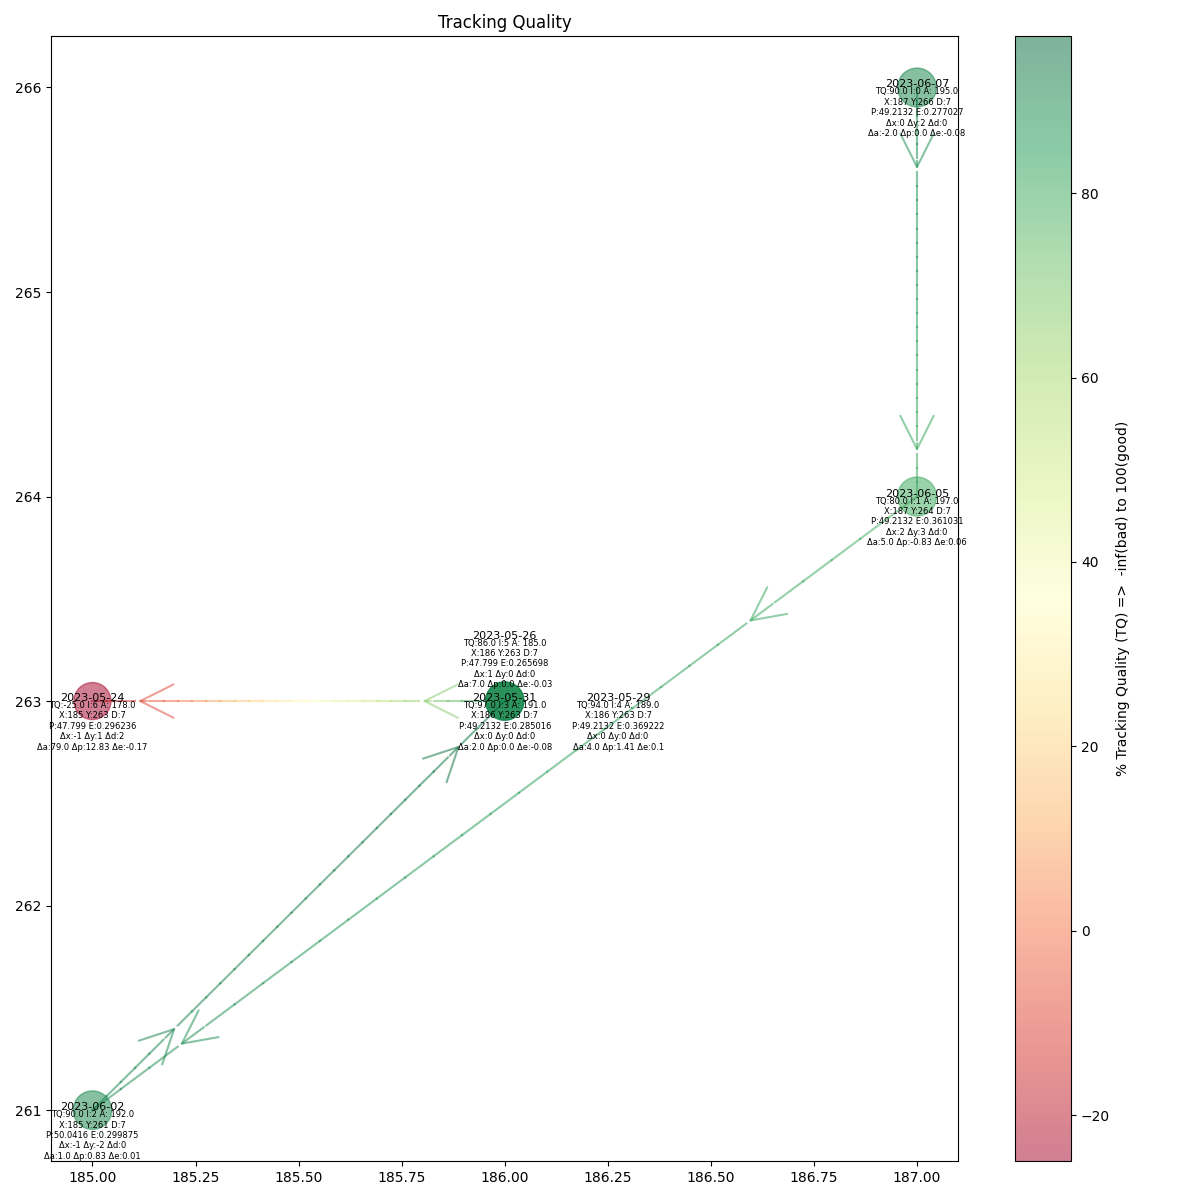 Tracking Quality
266
265
264
263
262
261
185.00
185.25
185.50
185.75
186.00
186.25
186.50
186.75
187.00
2023-06-07
TQ:90.0 I:0 A: 195.0
X:187 Y:266 D:7
P:49.2132 E:0.277027
Δx:0 Δy:2 Δd:0
Δa:-2.0 Δp:0.0 Δe:-0.08
2023-06-05
TQ:80.0 I:1 A: 197.0
X:187 Y:264 D:7
P:49.2132 E:0.361031
Δx:2 Δy:3 Δd:0
Δa:5.0 Δp:-0.83 Δe:0.06
2023-05-26
TQ:86.0 I:5 A: 185.0
X:186 Y:263 D:7
P:47.799 E:0.265698
Δx:1 Δy:0 Δd:0
Δa:7.0 Δp:0.0 Δe:-0.03
2023-05-24
TQ:-25.0 I:6 A: 178.0
X:185 Y:263 D:7
P:47.799 E:0.296236
Δx:-1 Δy:1 Δd:2
Δa:79.0 Δp:12.83 Δe:-0.17
2023-05-31
TQ:97.0 I:3 A: 191.0
X:186 Y:263 D:7
P:49.2132 E:0.285016
Δx:0 Δy:0 Δd:0
Δa:2.0 Δp:0.0 Δe:-0.08
2023-05-29
TQ:94.0 I:4 A: 189.0
X:186 Y:263 D:7
P:49.2132 E:0.369222
Δx:0 Δy:0 Δd:0
Δa:4.0 Δp:1.41 Δe:0.1
2023-06-02
TQ:90.0 I:2 A: 192.0
X:185 Y:261 D:7
P:50.0416 E:0.299875
Δx:-1 Δy:-2 Δd:0
Δa:1.0 Δp:0.83 Δe:0.01
80
60
40
20
0
−20
% Tracking Quality (TQ) => -inf(bad) to 100(good)